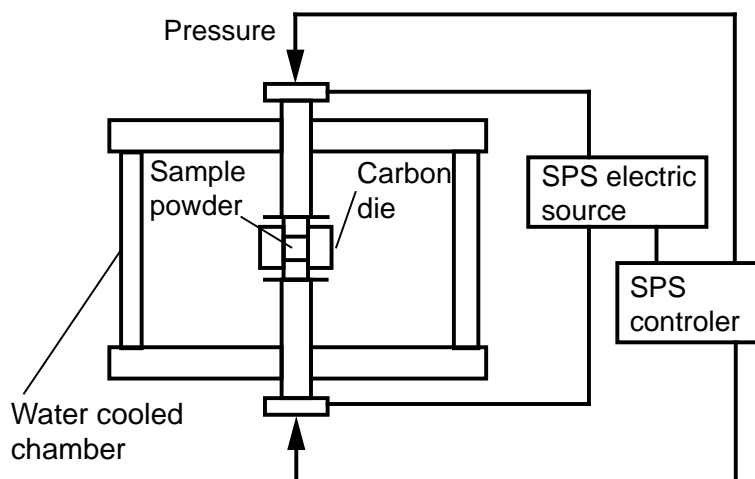 Pressure
Sample
powder
Carbon
die
SPS electric
source
SPS
controler
Water cooled
chamber